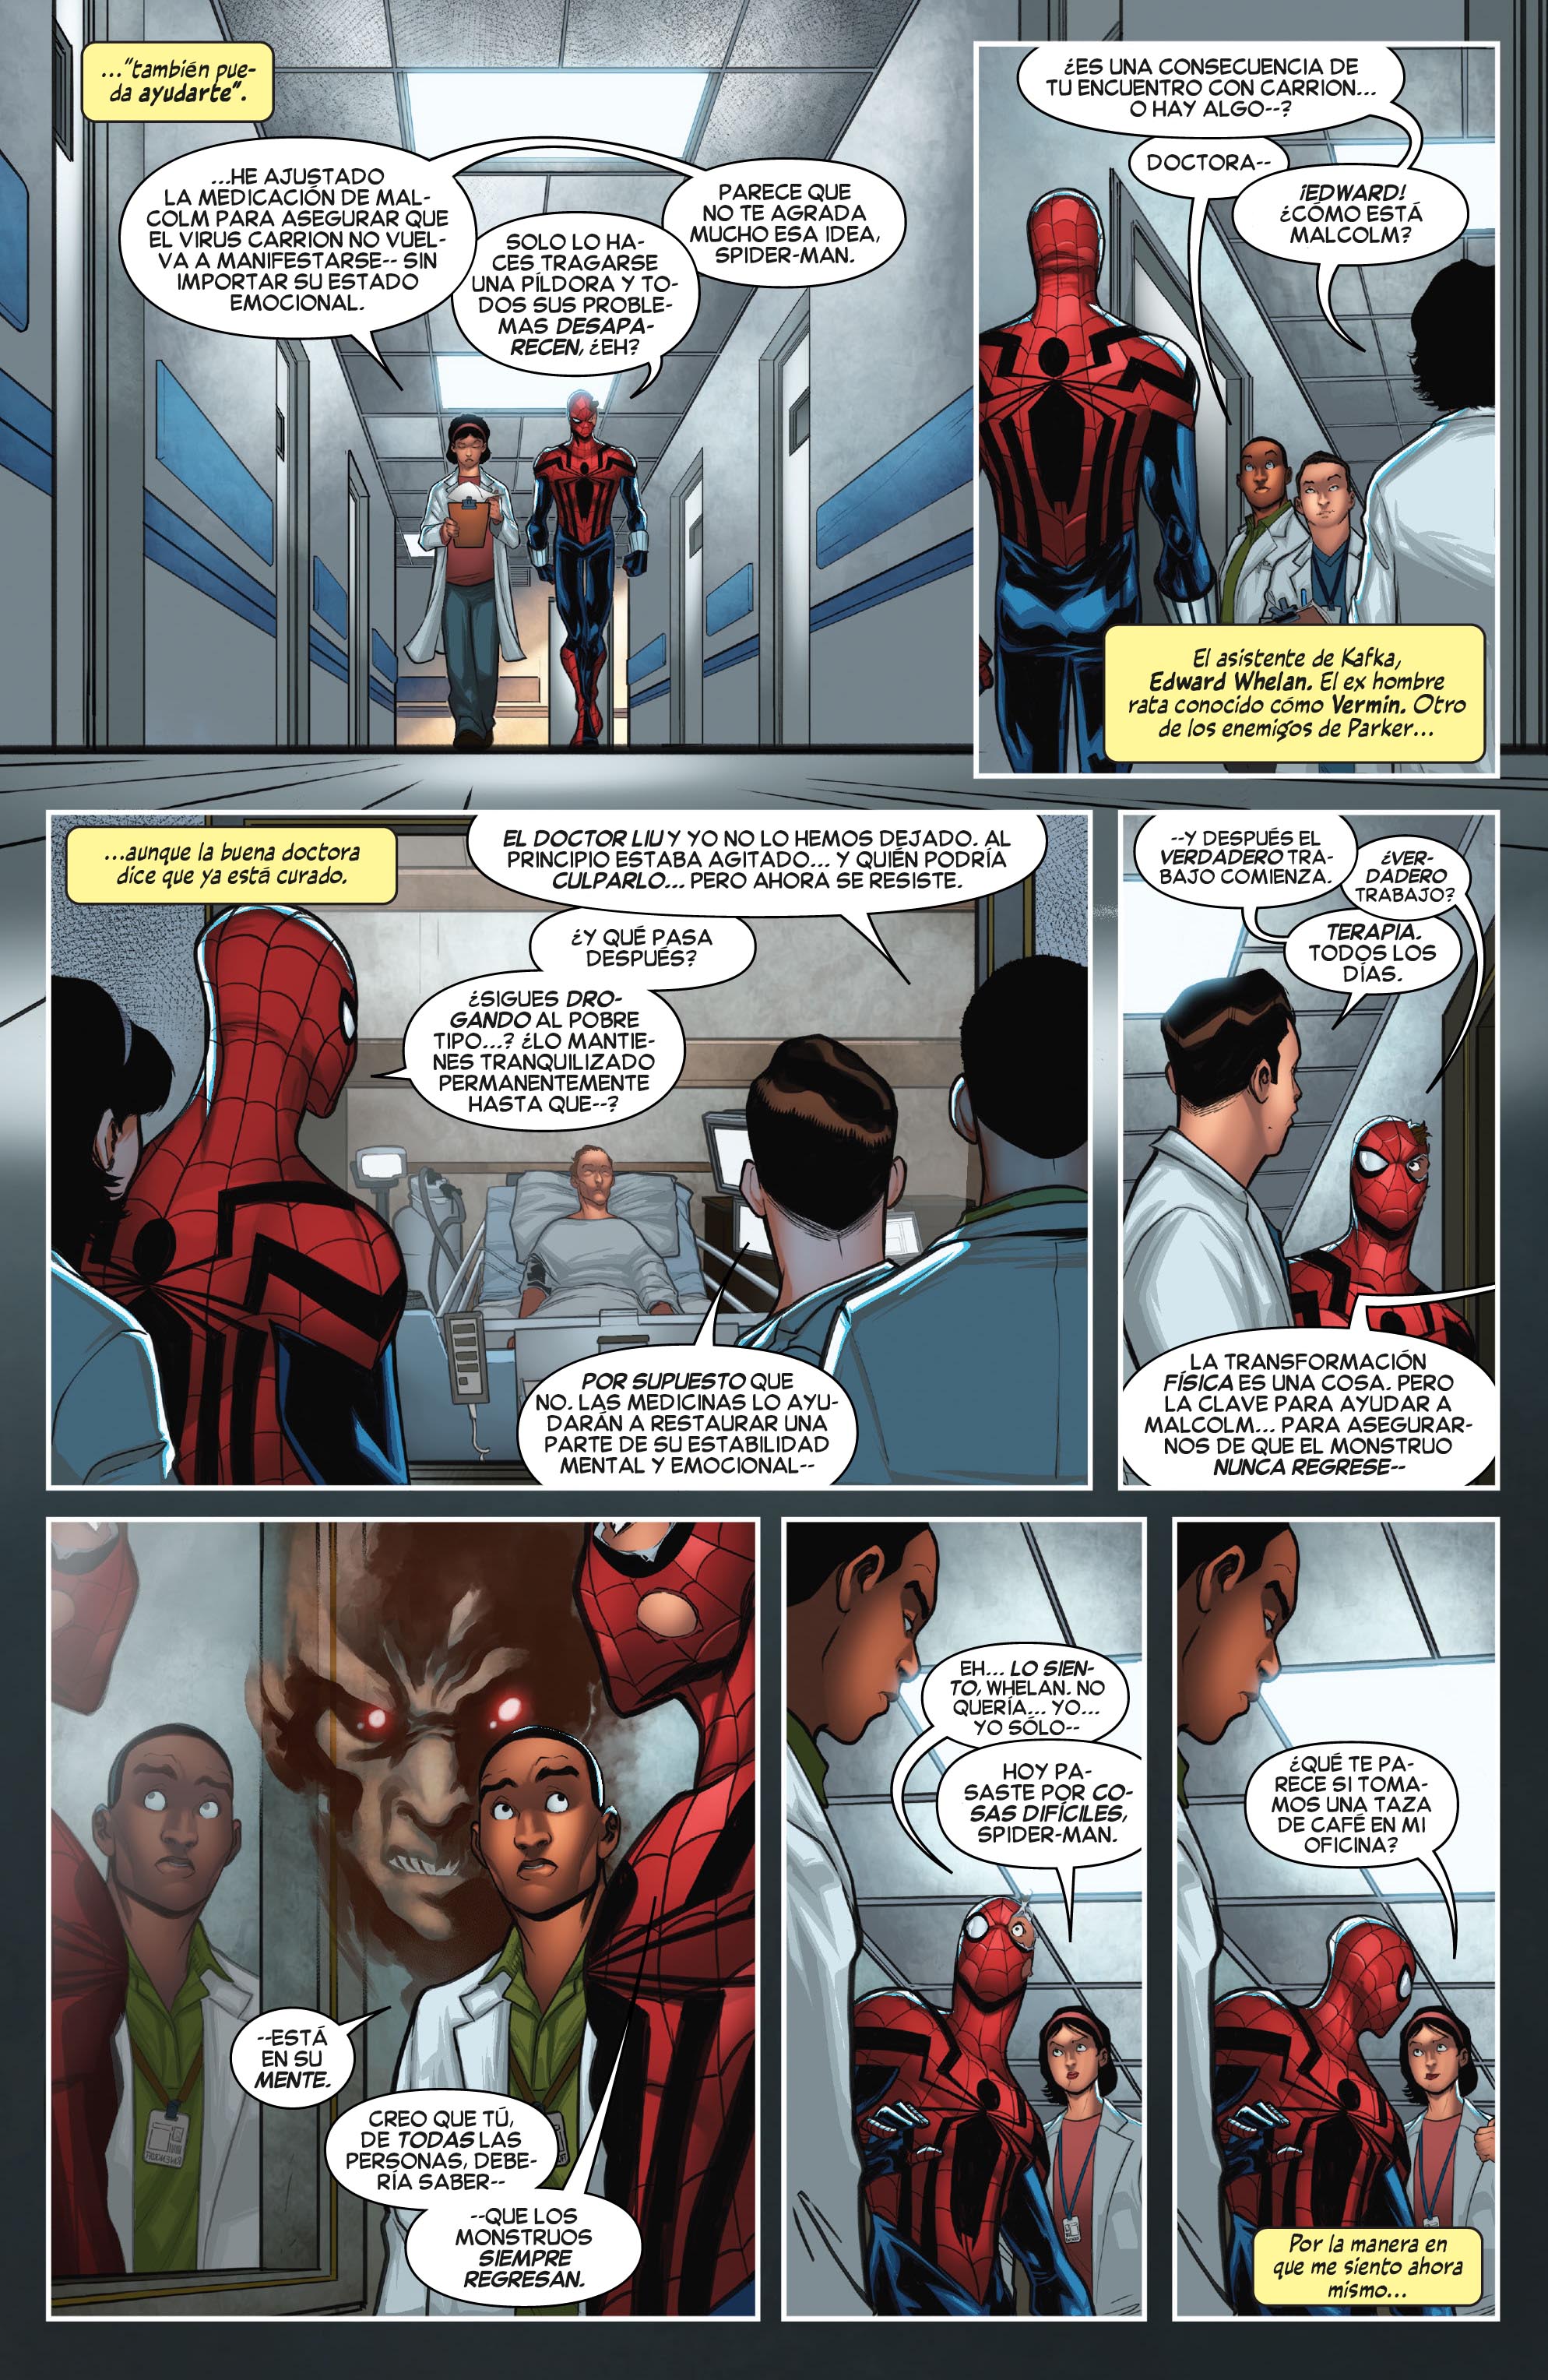 ..."también pue-
da ayudarte".
...HE AJUSTADO
LA MEDICACIÓN DE MAL-
COLM PARA ASEGURAR QUE
EL VIRUS CARRION NO VUEL-
VA A MANIFESTARSE-- SIN
IMPORTAR SU ESTADO
EMOCIONAL.
SOLO LO HA-
CES TRAGARSE
UNA PÍLDORA Y TO-
DOS SUS PROBLE-
MAS DESAPA-
RECEN, ¿EH?
PARECE QUE
NO TE AGRADA
MUCHO ESA IDEA,
SPIDER-MAN.
¿ES UNA CONSECUENCIA DE
TU ENCUENTRO CON CARRION...
O HAY ALGO--?
DOCTORA--
¡EDWARD!
¿CÓMO ESTÁ
MALCOLM?
El asistente de Kafka,
Edward Whelan. El ex hombre
rata conocido cómo Vermin. Otro
de los enemigos de Parker...
...aunque la buena doctora
dice que ya está curado.
EL DOCTOR LIU Y YO NO LO HEMOS DEJADO. AL
PRINCIPIO ESTABA AGITADO... Y QUIÉN PODRÍA
CULPARLO... PERO AHORA SE RESISTE.
¿Y QUÉ PASA
DESPUÉS?
¿SIGUES DRO-
GANDO AL POBRE
TIPO...? ¿LO MANTIE-
NES TRANQUILIZADO
PERMANENTEMENTE
HASTA QUE--?
POR SUPUESTO QUE
NO. LAS MEDICINAS LO AYU-
DARÁN A RESTAURAR UNA
PARTE DE SU ESTABILIDAD
MENTAL Y EMOCIONAL--
--Y DESPUÉS EL
VERDADERO TRA-
BAJO COMIENZA.
¿VER-
DADERO
TRABAJO?
TERAPIA.
TODOS LOS
DÍAS.
LA TRANSFORMACIÓN
FÍSICA ES UNA COSA. PERO
LA CLAVE PARA AYUDAR A
MALCOLM... PARA ASEGURAR-
NOS DE QUE EL MONSTRUO
NUNCA REGRESE--
--ESTÁ
EN SU
MENTE.
CREO QUE TÚ,
DE TODAS LAS
PERSONAS, DEBE-
RÍA SABER--
--QUE LOS
MONSTRUOS
SIEMPRE
REGRESAN.
EH... LO SIEN-
TO, WHELAN. NO
QUERÍA... YO...
YO SÓLO--
HOY PA-
SASTE POR CO-
SAS DIFÍCILES,
SPIDER-MAN.
¿QUÉ TE PA-
RECE SI TOMA-
MOS UNA TAZA
DE CAFÉ EN MI
OFICINA?
Por la manera en
que me siento ahora
mismo...